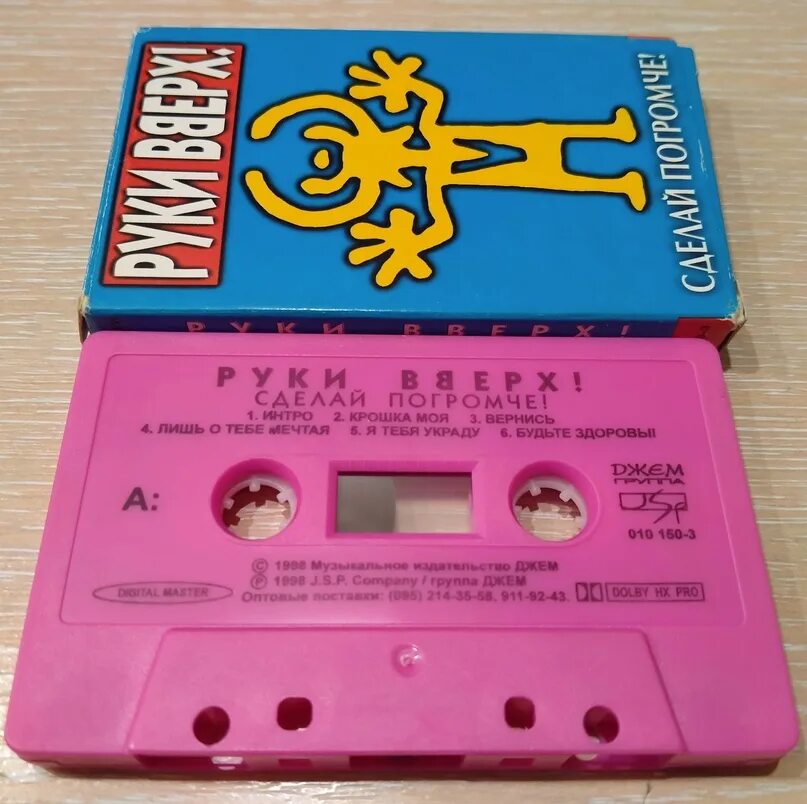 РУКИ ВВЕРХ!
СДЕЛАЙ ПОГРОМЧЕ!
РУКИ ВВЕРХ!
РУКИ ВВЕРХ!
СДЕЛАЙ ПОГРОМЧЕ!
1. ИНТРО 2. КРОШКА МОЯ 3. ВЕРНИСЬ
4. ЛИШЬ О ТЕБЕ МЕЧТАЯ 5. Я ТЕБЯ УКРАДУ 6. БУДЬТЕ ЗДОРОВЫ!
A:
ДЖЕМ
ГРУППА
JSP
010 150-3
© 1998 Музыкальное издательство ДЖЕМ
℗ 1998 J.S.P. Company / группа ДЖЕМ
Оптовые поставки: (095) 214-35-58, 911-92-43.
DIGITAL MASTER
DOLBY HX PRO